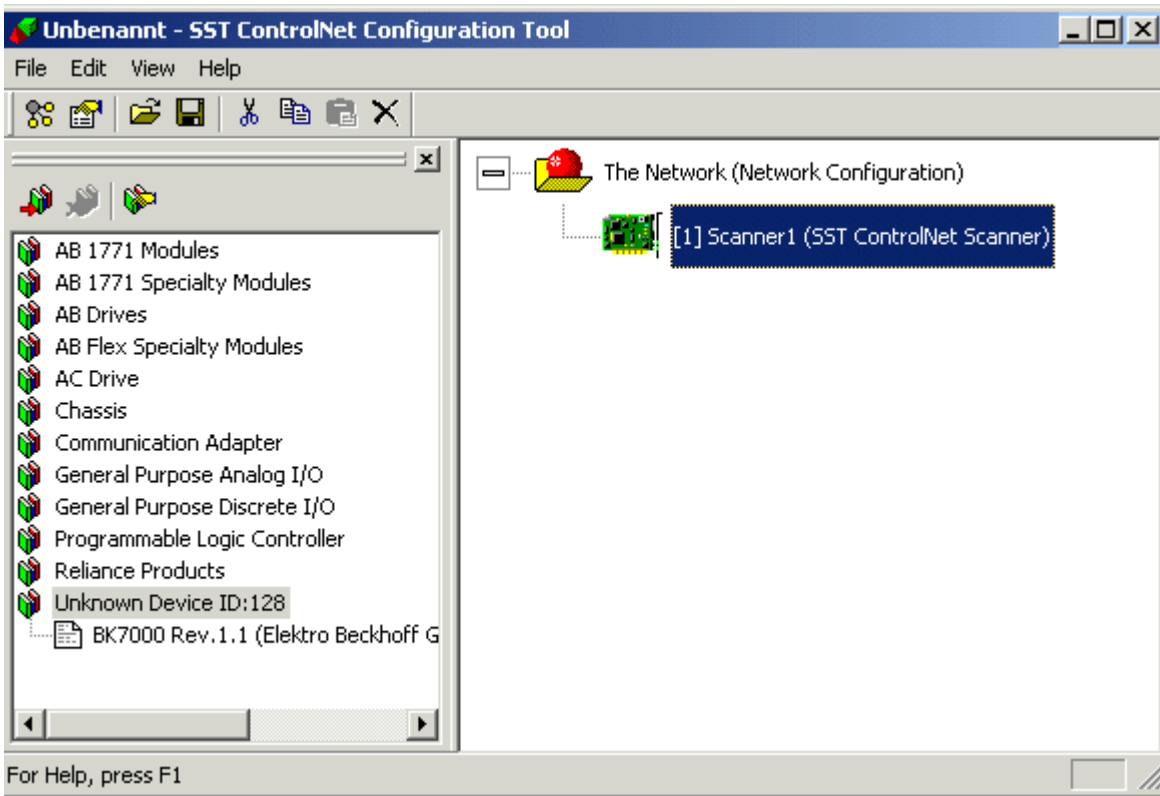 Unbenannt - SST ControlNet Configuration Tool
File Edit View Help
The Network (Network Configuration)
[1] Scanner1 (SST ControlNet Scanner)
AB 1771 Modules
AB 1771 Specialty Modules
AB Drives
AB Flex Specialty Modules
AC Drive
Chassis
Communication Adapter
General Purpose Analog I/O
General Purpose Discrete I/O
Programmable Logic Controller
Reliance Products
Unknown Device ID:128
BK7000 Rev.1.1 (Elektro Beckhoff G
For Help, press F1